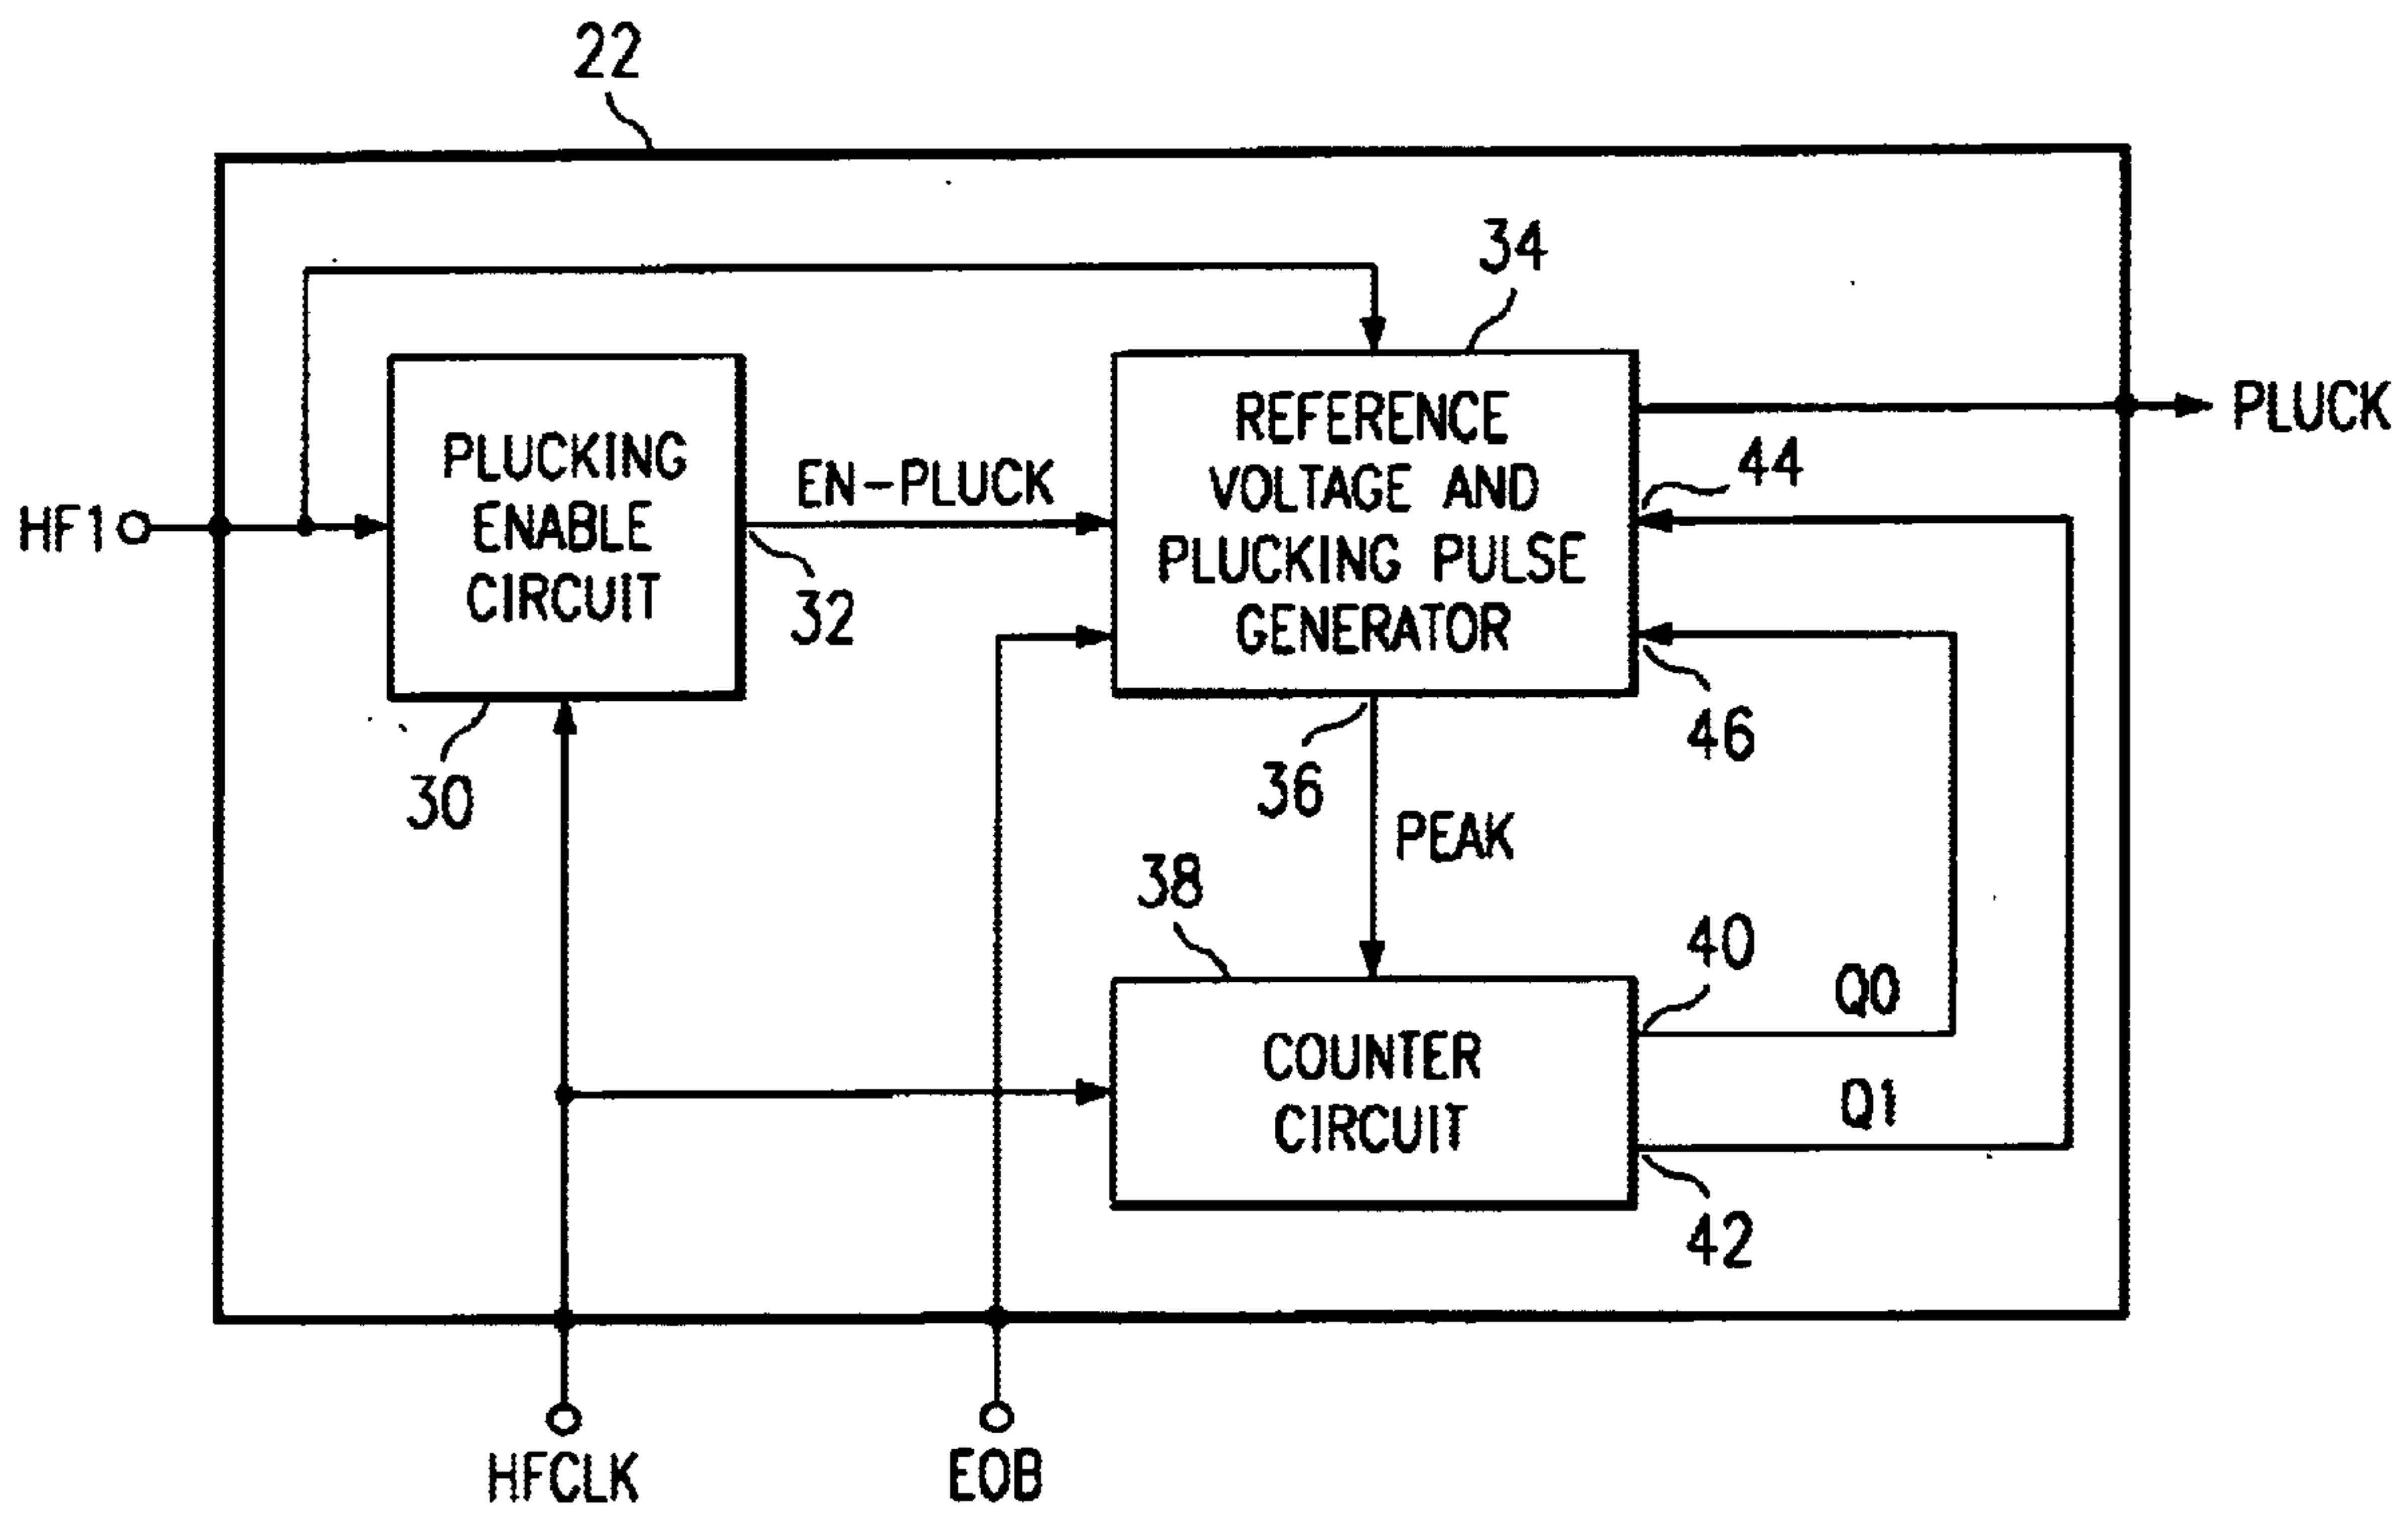 22
34
REFERENCE
VOLTAGE AND
PLUCKING PULSE
GENERATOR
PLUCK
44
PLUCKING
ENABLE
CIRCUIT
EN-PLUCK
HF1
32
46
30
36
PEAK
38
40
Q0
COUNTER
CIRCUIT
Q1
42
HFCLK
EOB